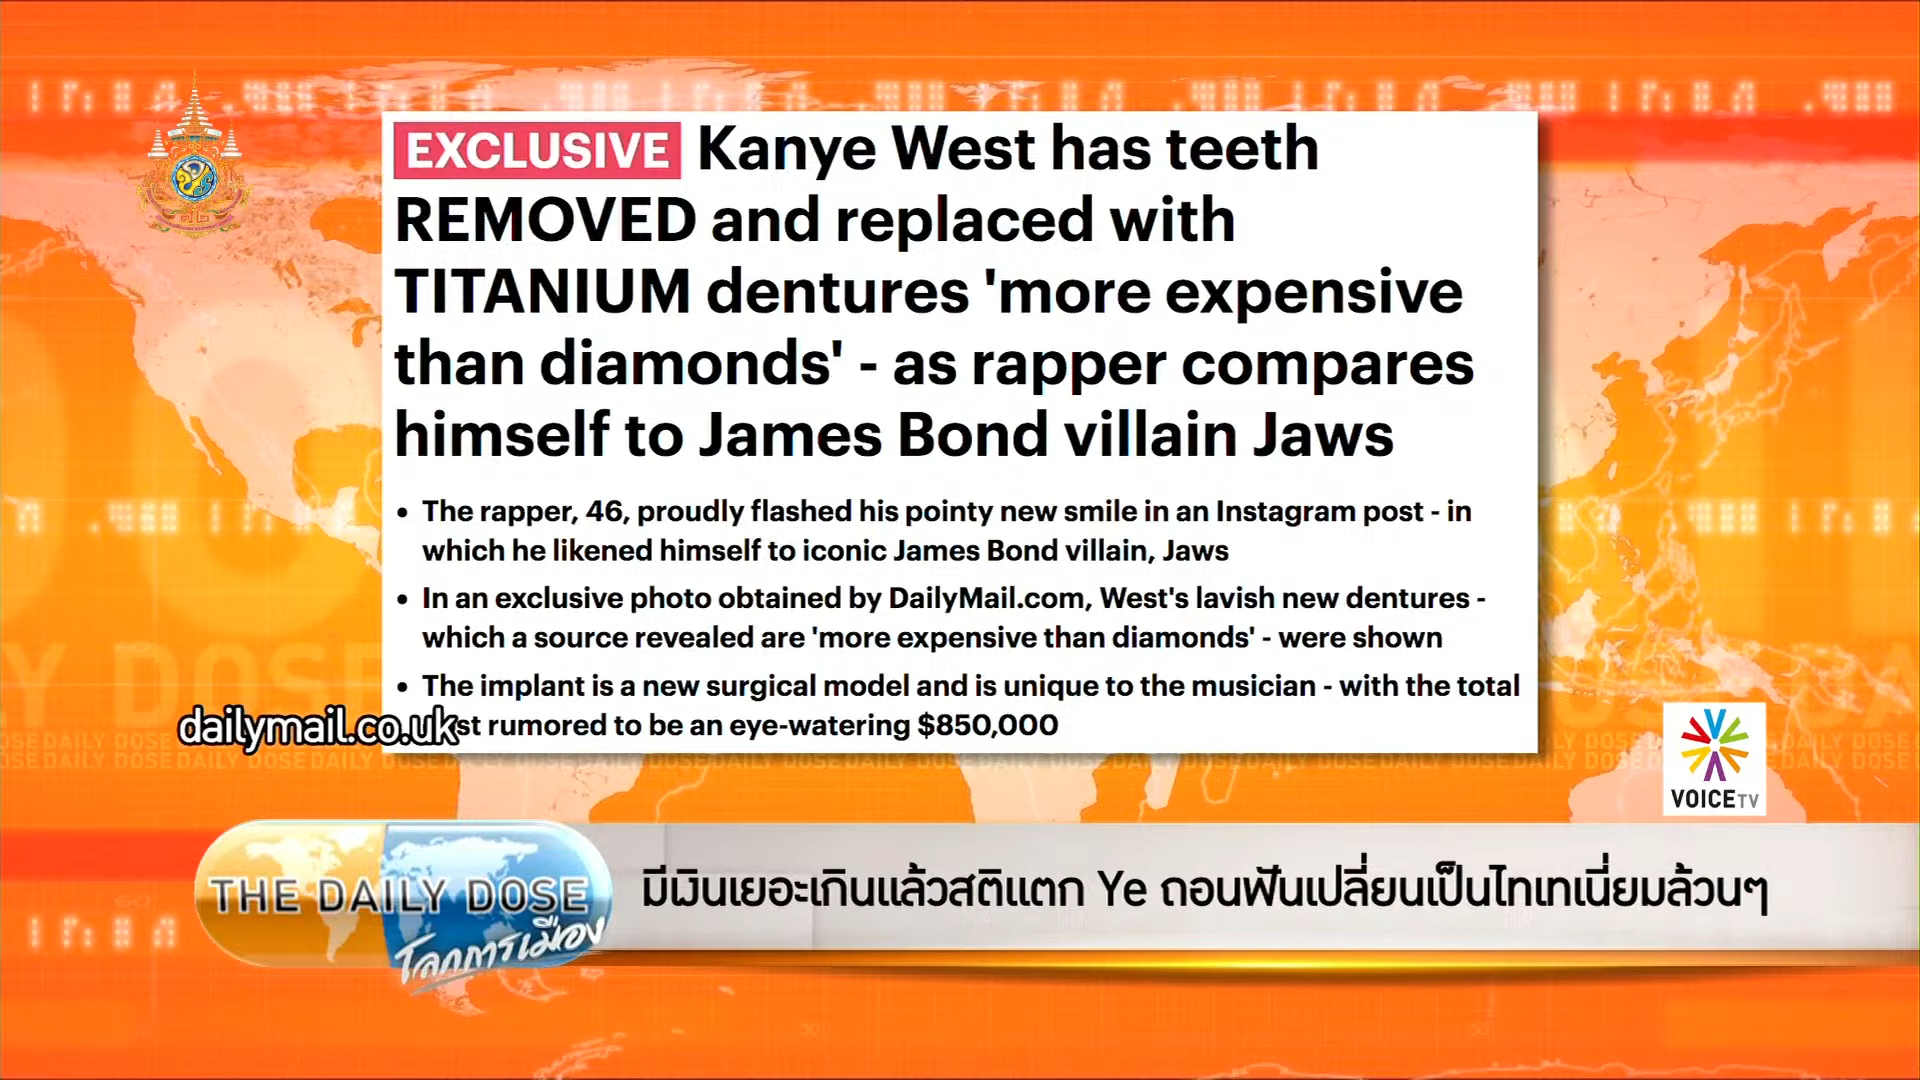 EXCLUSIVE Kanye West has teeth
REMOVED and replaced with
TITANIUM dentures 'more expensive
than diamonds' - as rapper compares
himself to James Bond villain Jaws
• The rapper, 46, proudly flashed his pointy new smile in an Instagram post - in
which he likened himself to iconic James Bond villain, Jaws
• In an exclusive photo obtained by DailyMail.com, West's lavish new dentures -
which a source revealed are 'more expensive than diamonds' - were shown
• The implant is a new surgical model and is unique to the musician - with the total
st rumored to be an eye-watering $850,000
dailymail.co.uk
VOICE TV
THE DAILY DOSE
โลกการเมือง
มีเงินเยอะเกินแล้วสติแตก Ye ถอนฟันเปลี่ยนเป็นไทเทเนี่ยมล้วนๆ